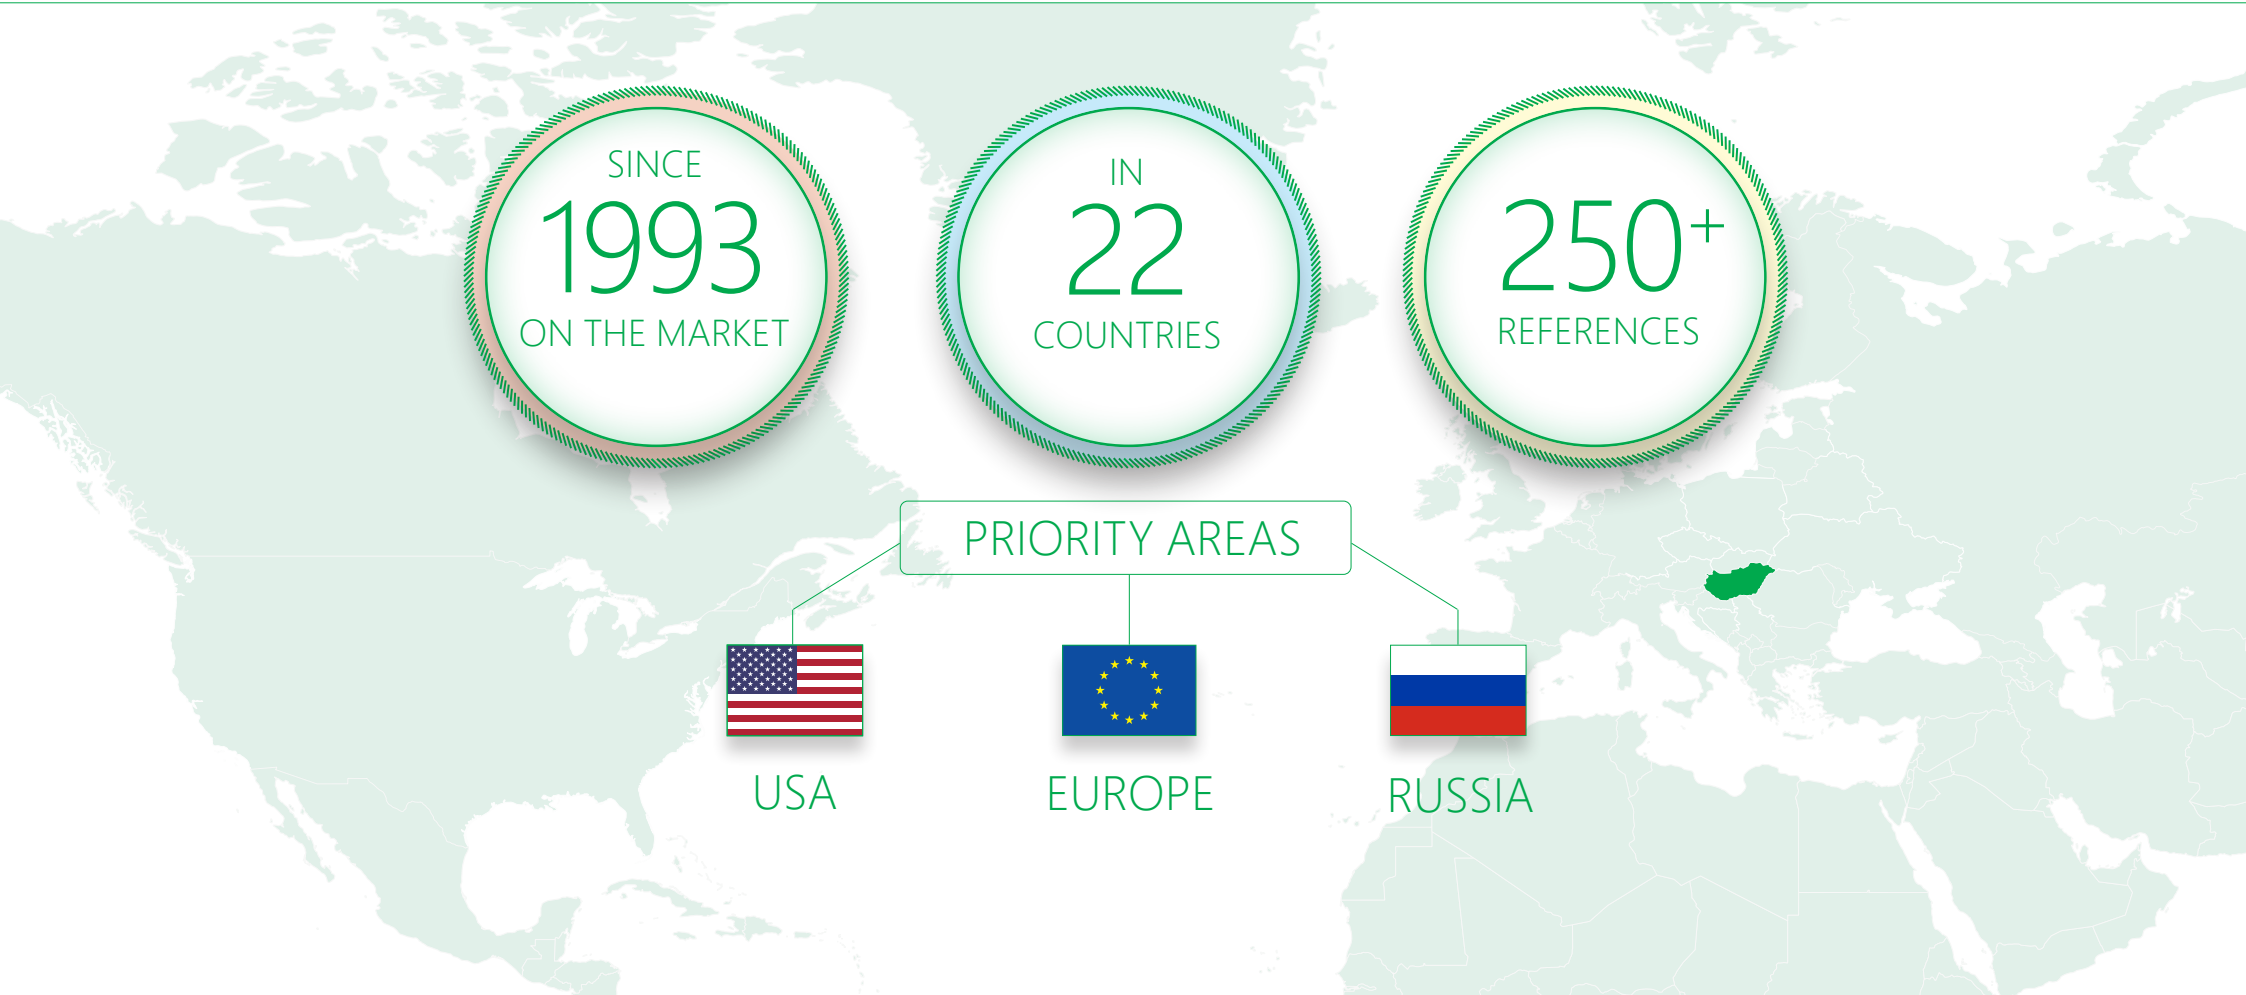 SINCE
1993
ON THE MARKET
IN
22
COUNTRIES
250+
REFERENCES
PRIORITY AREAS
USA
EUROPE
RUSSIA